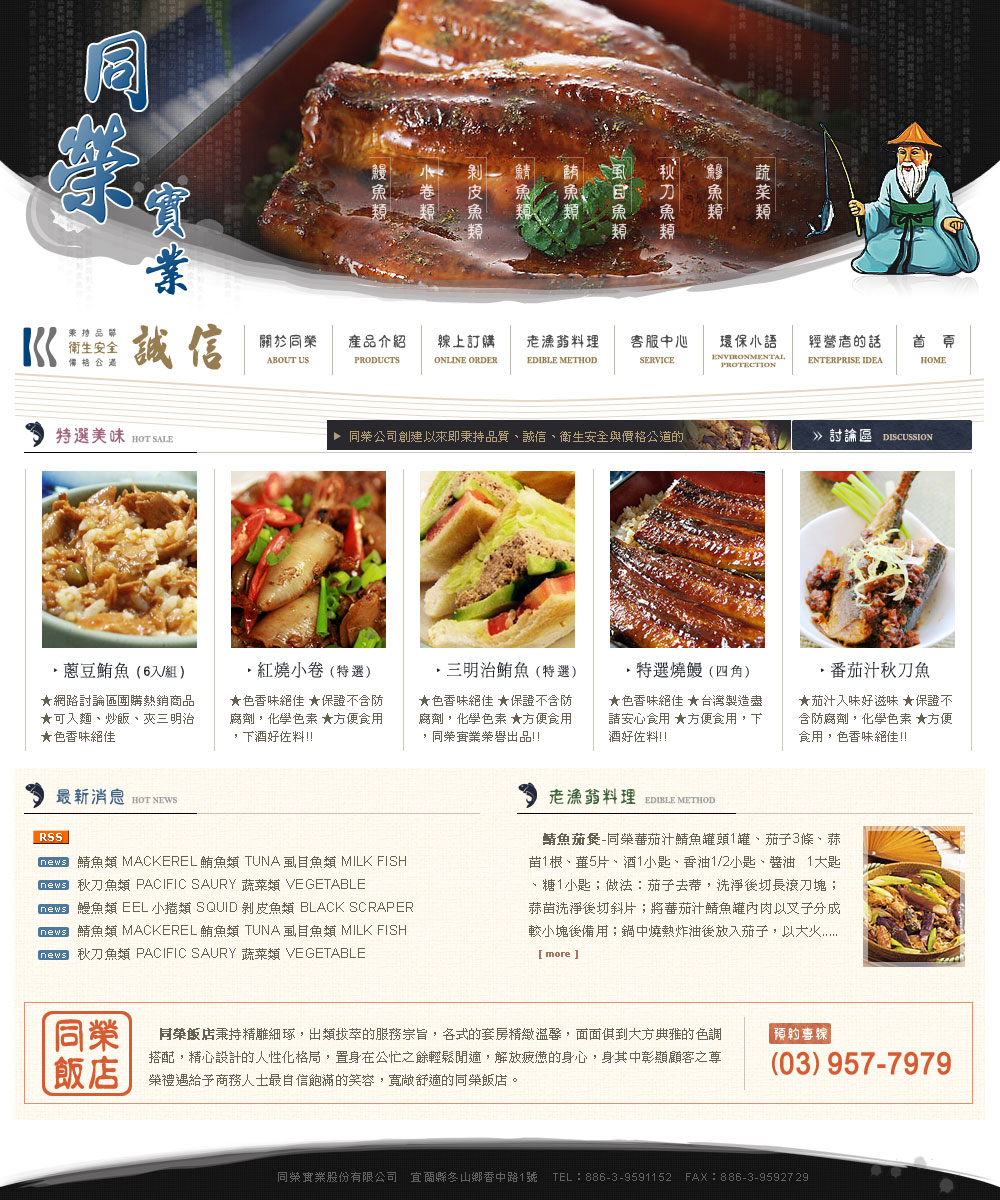 同榮
實業
鰻魚類
小卷類
剝皮魚類
鯖魚類
鮪魚類
虱目魚類
秋刀魚類
鯵魚類
蔬菜類
秉持品質
衛生安全
價格公道
誠信
關於同榮
ABOUT US
產品介紹
PRODUCTS
線上訂購
ONLINE ORDER
老漁翁料理
EDIBLE METHOD
客服中心
SERVICE
環保小語
ENVIRONMENTAL
PROTECTION
經營者的話
ENTERPRISE IDEA
首 頁
HOME
特選美味 HOT SALE
同榮公司創建以來即秉持品質、誠信、衛生安全與價格公道的
討論區 DISCUSSION
蔥豆鮪魚 (6入/組)
★網路討論區團購熱銷商品
★可入麵、炒飯、夾三明治
★色香味絕佳
紅燒小卷 (特選)
★色香味絕佳 ★保證不含防
腐劑，化學色素 ★方便食用
，下酒好佐料!!
三明治鮪魚 (特選)
★色香味絕佳 ★保證不含防
腐劑，化學色素 ★方便食用
，同榮實業榮譽出品!!
特選燒鰻 (四角)
★色香味絕佳 ★台灣製造盡
請安心食用 ★方便食用，下
酒好佐料!!
番茄汁秋刀魚
★茄汁入味好滋味 ★保證不
含防腐劑，化學色素 ★方便
食用，色香味絕佳!!
最新消息 HOT NEWS
RSS
news 鯖魚類 MACKEREL 鮪魚類 TUNA 虱目魚類 MILK FISH
news 秋刀魚類 PACIFIC SAURY 蔬菜類 VEGETABLE
news 鰻魚類 EEL 小捲類 SQUID 剝皮魚類 BLACK SCRAPER
news 鯖魚類 MACKEREL 鮪魚類 TUNA 虱目魚類 MILK FISH
news 秋刀魚類 PACIFIC SAURY 蔬菜類 VEGETABLE
老漁翁料理 EDIBLE METHOD
鯖魚茄煲-同榮蕃茄汁鯖魚罐頭1罐、茄子3條、蒜
苗1根、薑5片、酒1小匙、香油1/2小匙、醬油 1大匙
、糖1小匙；做法：茄子去蒂，洗淨後切長滾刀塊；
蒜苗洗淨後切斜片；將蕃茄汁鯖魚罐內肉以叉子分成
較小塊後備用；鍋中燒熱炸油後放入茄子，以大火.....
[ more ]
同榮
飯店
同榮飯店秉持精雕細琢，出類拔萃的服務宗旨，各式的套房精緻溫馨，面面俱到大方典雅的色調
搭配，精心設計的人性化格局，置身在公忙之餘輕鬆閒適，解放疲憊的身心，身其中彰顯顧客之尊
榮禮遇給予商務人士最自信飽滿的笑容，寬敞舒適的同榮飯店。
預約專線
(03) 957-7979
同榮實業股份有限公司 宜蘭縣冬山鄉香中路1號 TEL：886-3-9591152 FAX：886-3-9592729